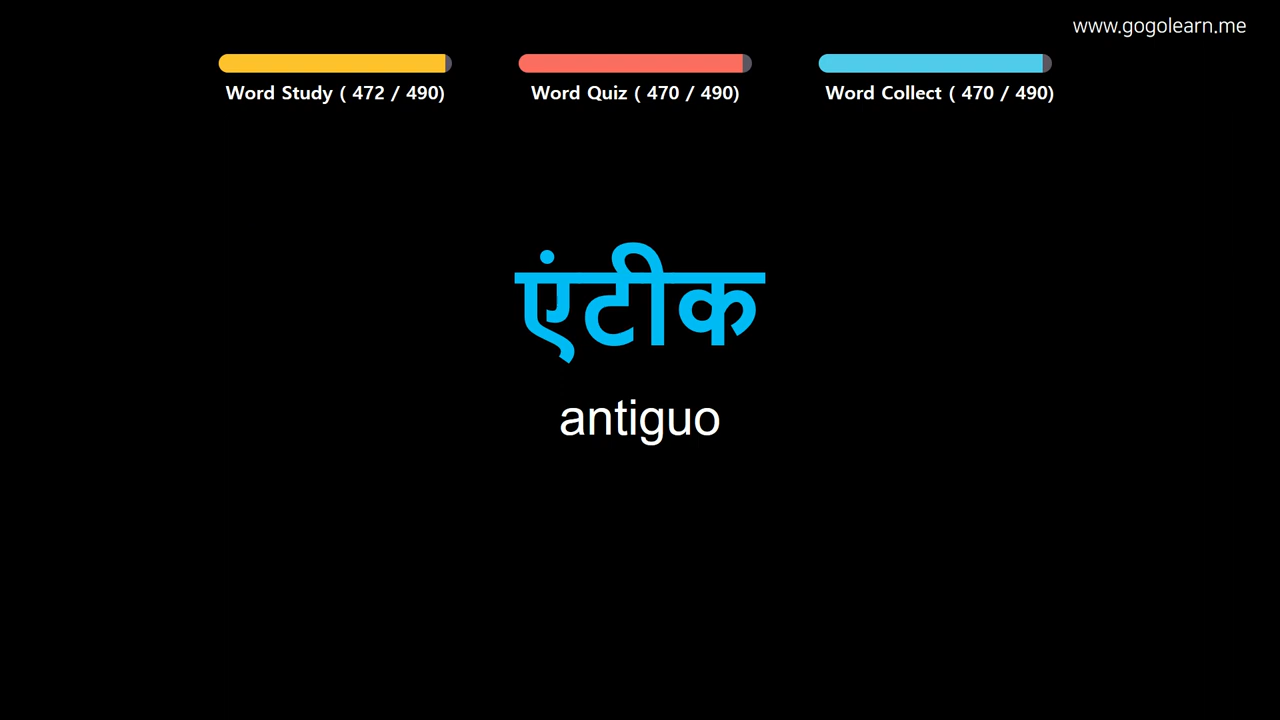 www.gogolearn.me
Word Study ( 472 / 490)
Word Quiz ( 470 / 490)
Word Collect ( 470 / 490)
एंटीक
antiguo